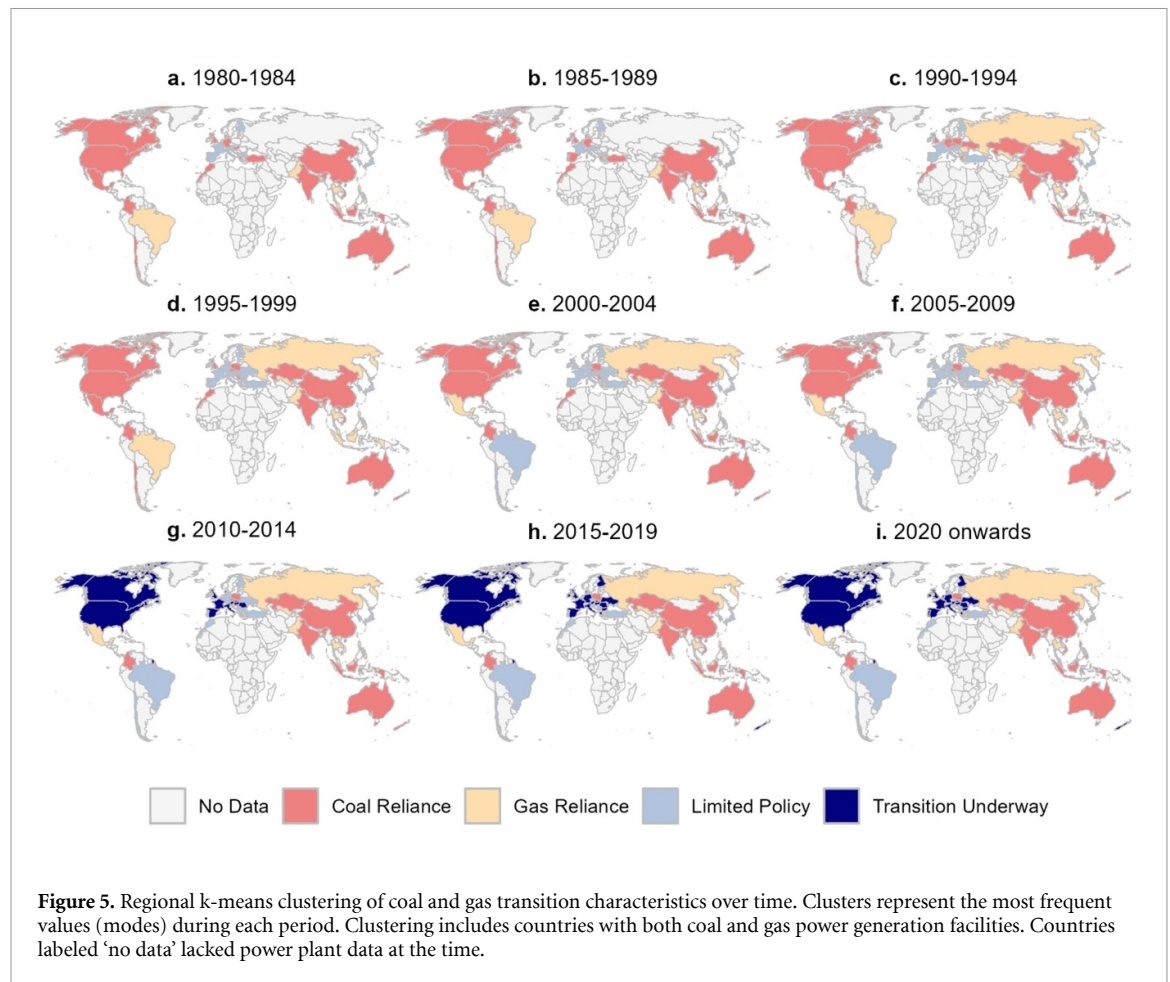 a. 1980-1984
b. 1985-1989
c. 1990-1994
d. 1995-1999
e. 2000-2004
f. 2005-2009
g. 2010-2014
h. 2015-2019
i. 2020 onwards
No Data
Coal Reliance
Gas Reliance
Limited Policy
Transition Underway
Figure 5. Regional k-means clustering of coal and gas transition characteristics over time. Clusters represent the most frequent
values (modes) during each period. Clustering includes countries with both coal and gas power generation facilities. Countries
labeled ‘no data’ lacked power plant data at the time.